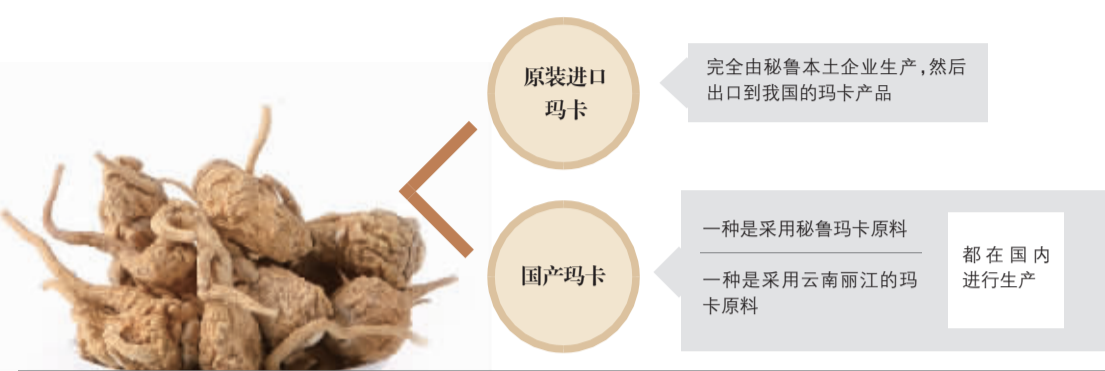 原装进口
玛卡
完全由秘鲁本土企业生产,然后
出口到我国的玛卡产品
国产玛卡
一种是采用秘鲁玛卡原料
一种是采用云南丽江的玛
卡原料
都在国内
进行生产